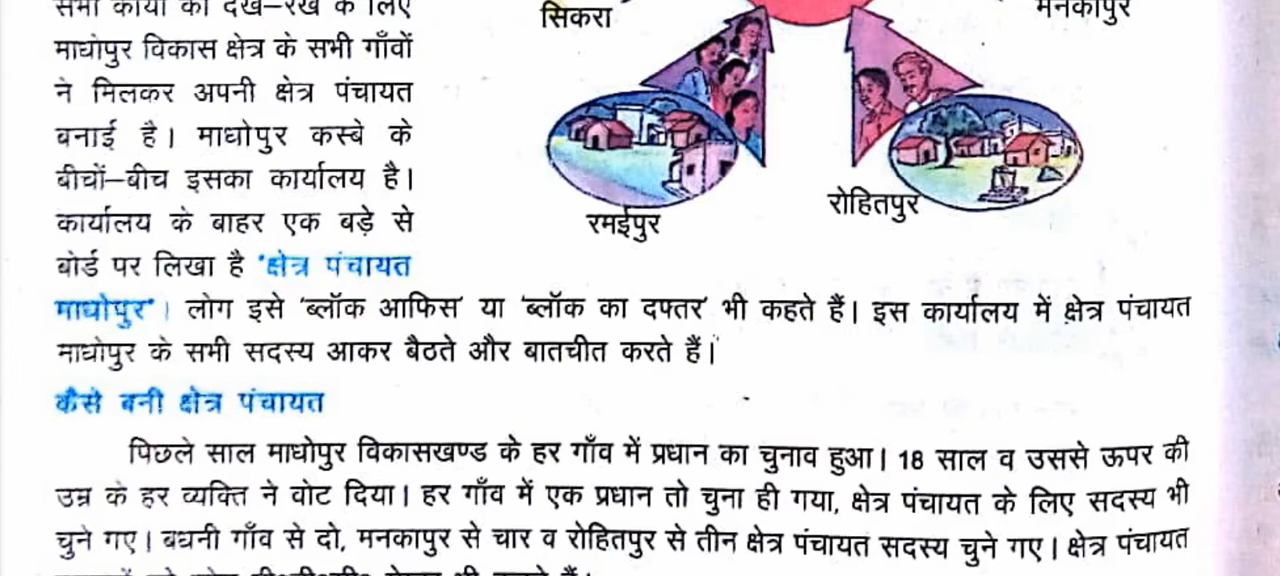 सभी कार्यों की देख–रेख के लिए
माधोपुर विकास क्षेत्र के सभी गाँवों
ने मिलकर अपनी क्षेत्र पंचायत
बनाई है। माधोपुर कस्बे के
बीचों–बीच इसका कार्यालय है।
कार्यालय के बाहर एक बड़े से
बोर्ड पर लिखा है 'क्षेत्र पंचायत
माधोपुर'। लोग इसे 'ब्लॉक आफिस' या 'ब्लॉक का दफ्तर' भी कहते हैं। इस कार्यालय में क्षेत्र पंचायत
माधोपुर के सभी सदस्य आकर बैठते और बातचीत करते हैं।
सिकरा
मनकापुर
रमईपुर
रोहितपुर
कैसे बनी क्षेत्र पंचायत
पिछले साल माधोपुर विकासखण्ड के हर गाँव में प्रधान का चुनाव हुआ। 18 साल व उससे ऊपर की
उम्र के हर व्यक्ति ने वोट दिया। हर गाँव में एक प्रधान तो चुना ही गया, क्षेत्र पंचायत के लिए सदस्य भी
चुने गए। बधनी गाँव से दो, मनकापुर से चार व रोहितपुर से तीन क्षेत्र पंचायत सदस्य चुने गए। क्षेत्र पंचायत